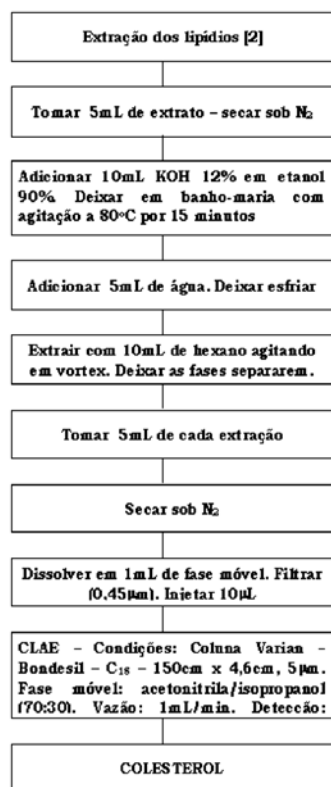 Extração dos lipídios [2]
Tomar 5mL de extrato – secar sob N₂
Adicionar 10mL KOH 12% em etanol
90%. Deixar em banho-maria com
agitação a 80ºC por 15 minutos
Adicionar 5mL de água. Deixar esfriar
Extrair com 10mL de hexano agitando
em vortex. Deixar as fases separarem.
Tomar 5mL de cada extração
Secar sob N₂
Dissolver em 1mL de fase móvel. Filtrar
(0,45µm). Injetar 10µL
CLAE – Condições: Coluna Varian –
Bondesil – C₁₈ – 150cm x 4,6cm, 5µm.
Fase móvel: acetonitrila/isopropanol
(70:30). Vazão: 1mL/min. Detecção:
COLESTEROL